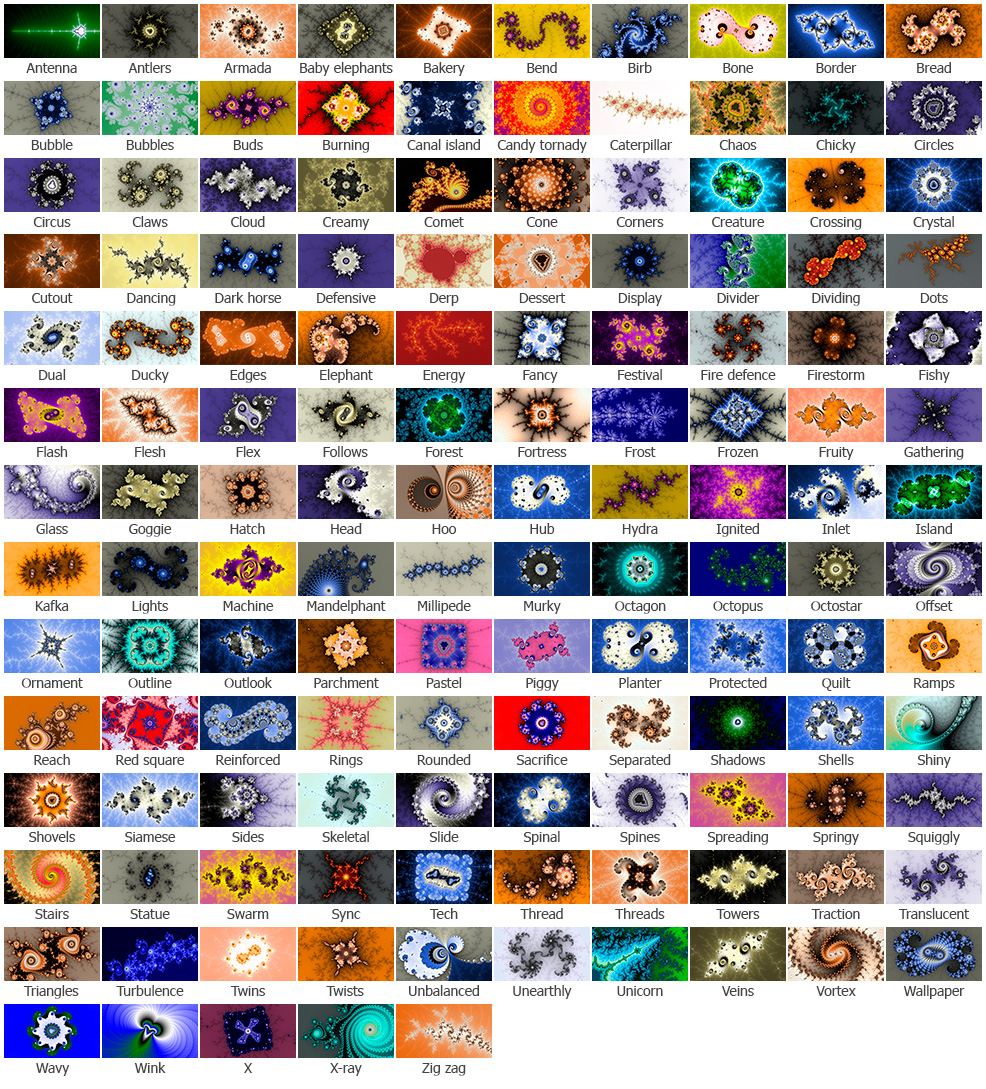 Antenna Antlers Armada Baby elephants Bakery Bend Birb Bone Border Bread
Bubble Bubbles Buds Burning Canal island Candy tornady Caterpillar Chaos Chicky Circles
Circus Claws Cloud Creamy Comet Cone Corners Creature Crossing Crystal
Cutout Dancing Dark horse Defensive Derp Dessert Display Divider Dividing Dots
Dual Ducky Edges Elephant Energy Fancy Festival Fire defence Firestorm Fishy
Flash Flesh Flex Follows Forest Fortress Frost Frozen Fruity Gathering
Glass Goggie Hatch Head Hoo Hub Hydra Ignited Inlet Island
Kafka Lights Machine Mandelphant Millipede Murky Octagon Octopus Octostar Offset
Ornament Outline Outlook Parchment Pastel Piggy Planter Protected Quilt Ramps
Reach Red square Reinforced Rings Rounded Sacrifice Separated Shadows Shells Shiny
Shovels Siamese Sides Skeletal Slide Spinal Spines Spreading Springy Squiggly
Stairs Statue Swarm Sync Tech Thread Threads Towers Traction Translucent
Triangles Turbulence Twins Twists Unbalanced Unearthly Unicorn Veins Vortex Wallpaper
Wavy Wink X X-ray Zig zag